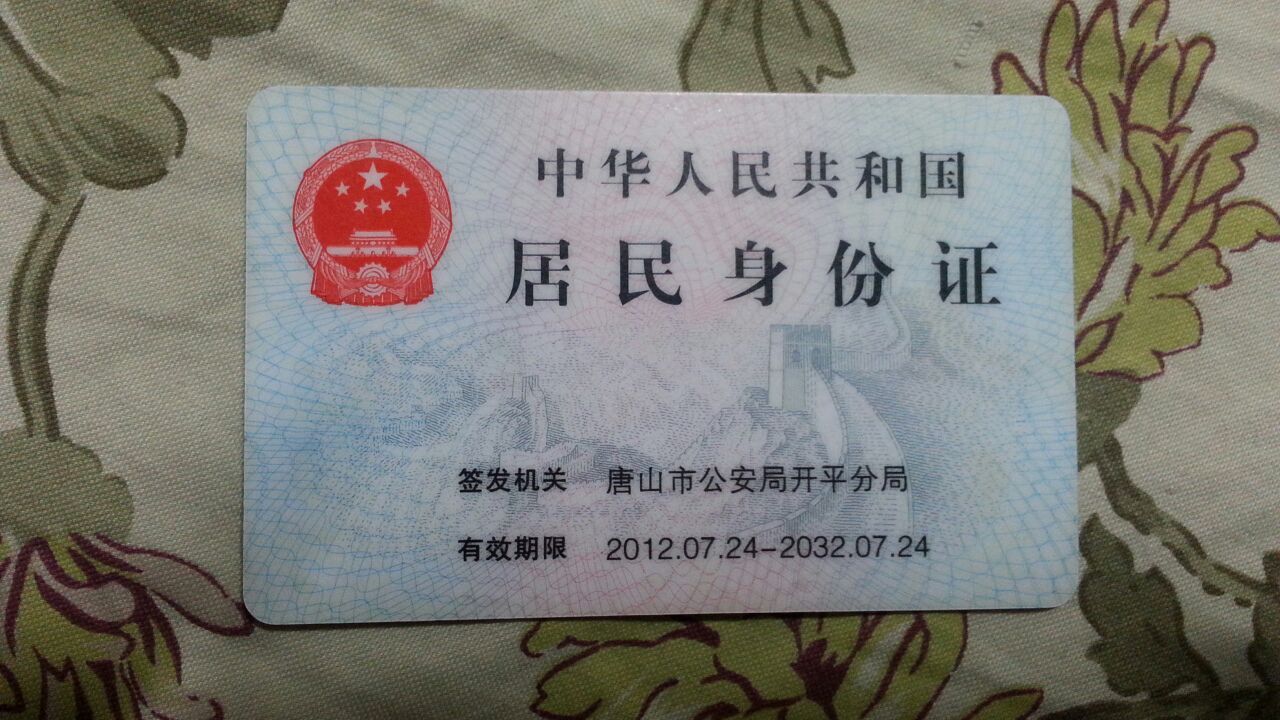 中华人民共和国
居民身份证
签发机关 唐山市公安局开平分局
有效期限 2012.07.24-2032.07.24